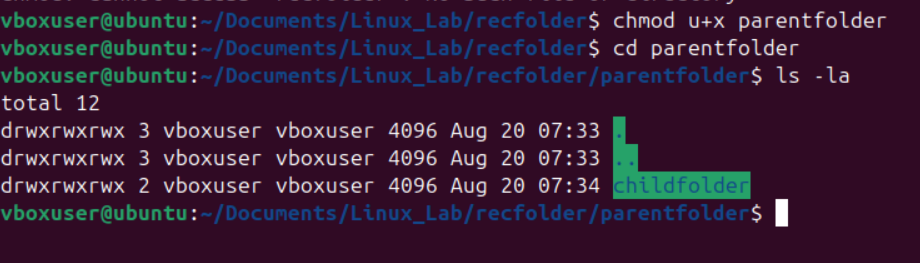 vboxuser@ubuntu:~/Documents/Linux_Lab/recfolder$ chmod u+x parentfolder
vboxuser@ubuntu:~/Documents/Linux_Lab/recfolder$ cd parentfolder
vboxuser@ubuntu:~/Documents/Linux_Lab/recfolder/parentfolder$ ls -la
total 12
drwxrwxrwx 3 vboxuser vboxuser 4096 Aug 20 07:33 .
drwxrwxrwx 3 vboxuser vboxuser 4096 Aug 20 07:33 ..
drwxrwxrwx 2 vboxuser vboxuser 4096 Aug 20 07:34 childfolder
vboxuser@ubuntu:~/Documents/Linux_Lab/recfolder/parentfolder$